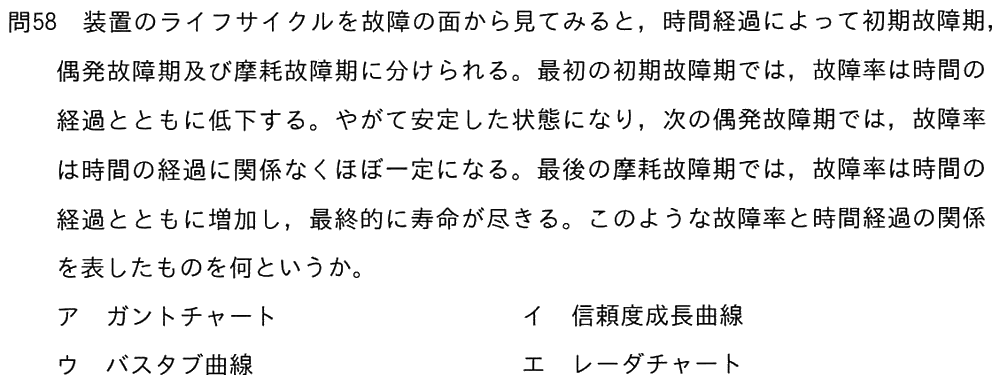 問58 装置のライフサイクルを故障の面から見てみると，時間経過によって初期故障期，
偶発故障期及び摩耗故障期に分けられる。最初の初期故障期では，故障率は時間の
経過とともに低下する。やがて安定した状態になり，次の偶発故障期では，故障率
は時間の経過に関係なくほぼ一定になる。最後の摩耗故障期では，故障率は時間の
経過とともに増加し，最終的に寿命が尽きる。このような故障率と時間経過の関係
を表したものを何というか。
ア ガントチャート イ 信頼度成長曲線
ウ バスタブ曲線 エ レーダチャート